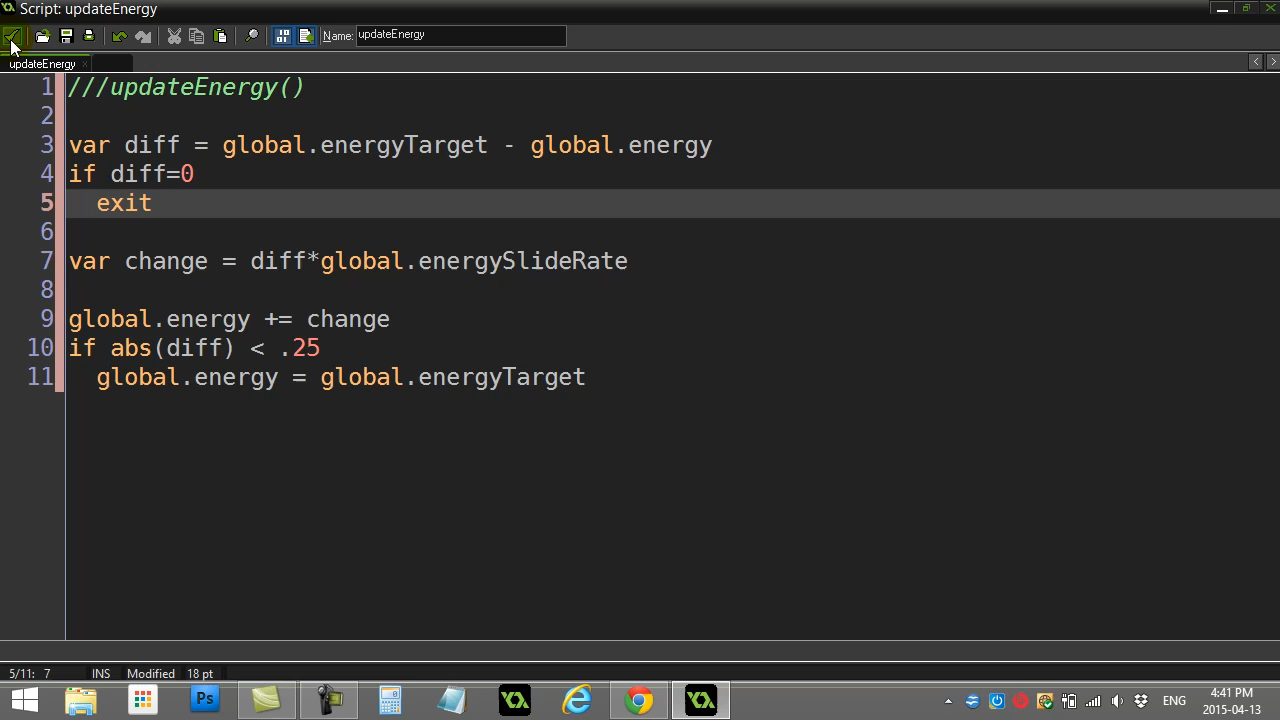 Script: updateEnergy
Name: updateEnergy
updateEnergy
1 ///updateEnergy()
2
3 var diff = global.energyTarget - global.energy
4 if diff=0
5 exit
6
7 var change = diff*global.energySlideRate
8
9 global.energy += change
10 if abs(diff) < .25
11 global.energy = global.energyTarget
5/11: 7 INS Modified 18 pt
Ps
ENG
4:41 PM
2015-04-13